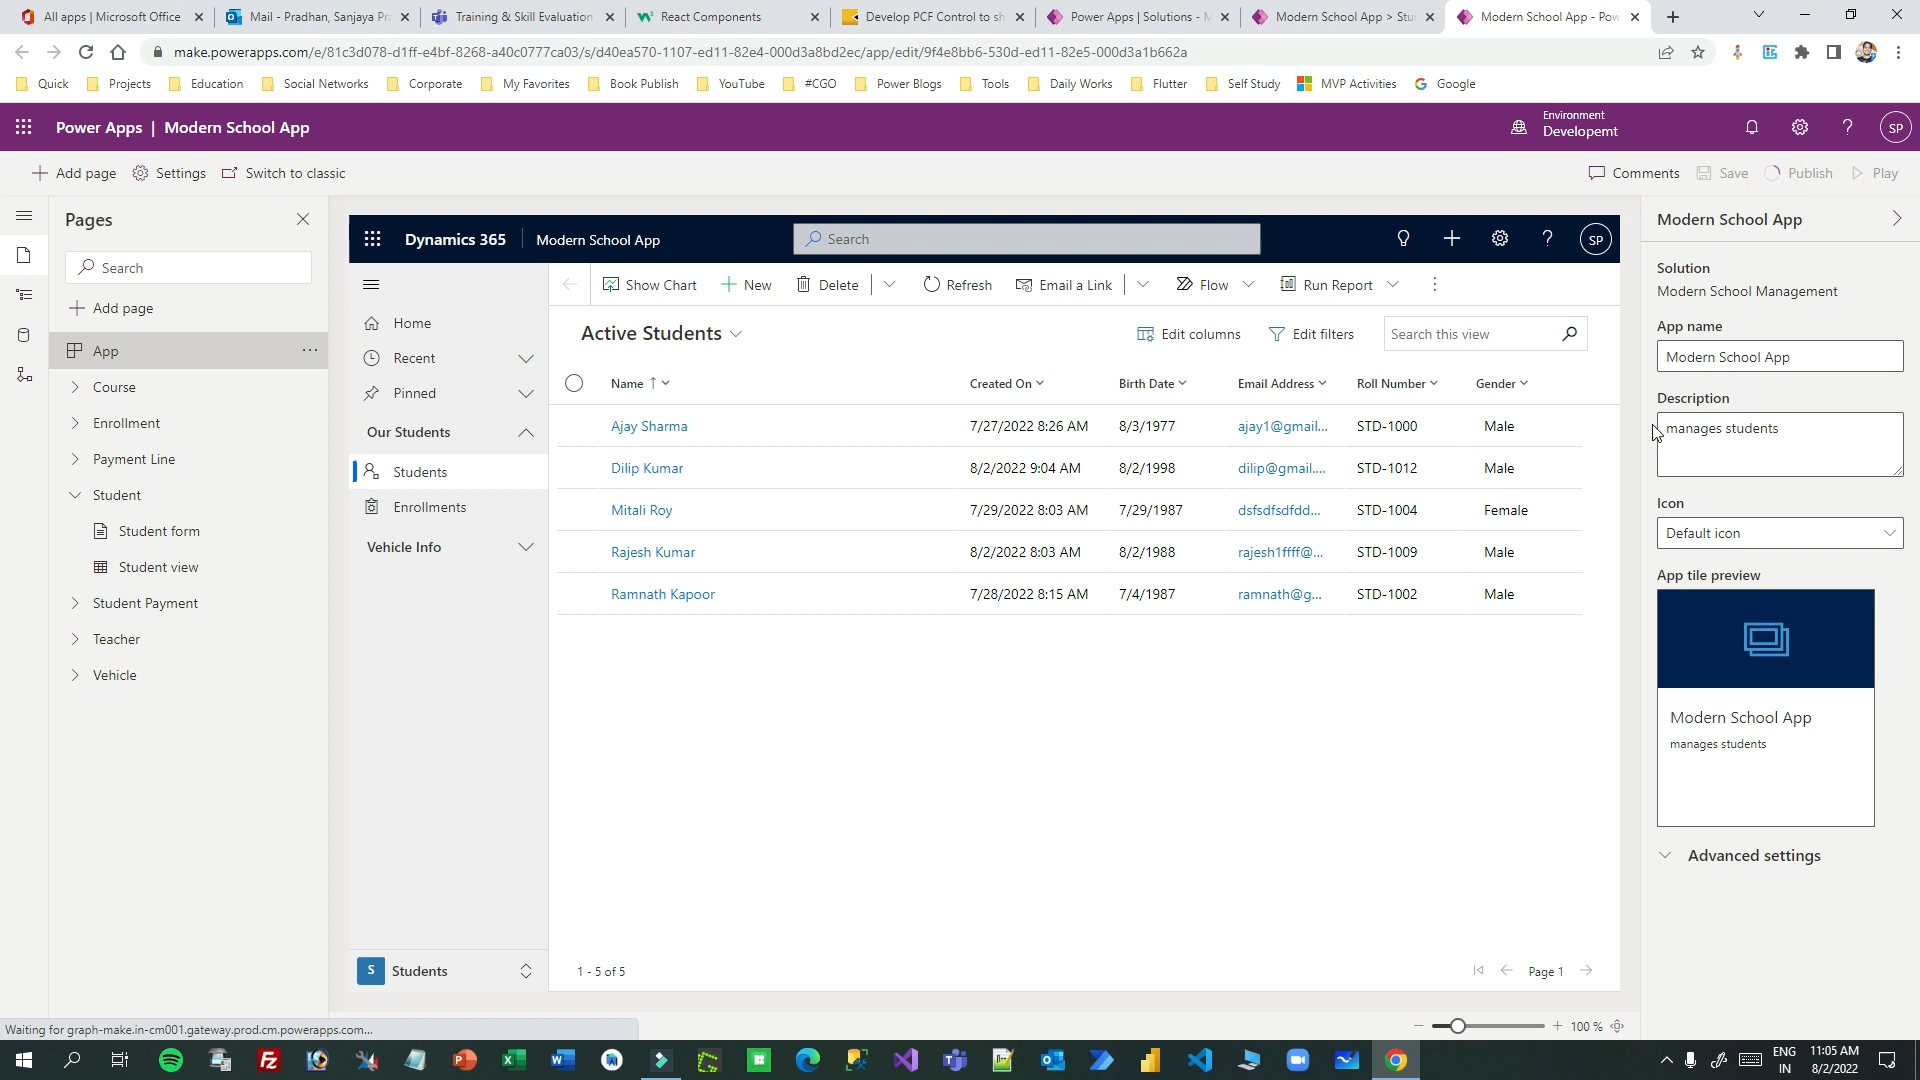 All apps | Microsoft Office
Mail - Pradhan, Sanjaya Pr
Training & Skill Evaluation
React Components
Develop PCF Control to sh
Power Apps | Solutions - M
Modern School App > Stu
Modern School App - Pow
make.powerapps.com/e/81c3d078-d1ff-e4bf-8268-a40c0777ca03/s/d40ea570-1107-ed11-82e4-000d3a8bd2ec/app/edit/9f4e8bb6-530d-ed11-82e5-000d3a1b662a
Quick
Projects
Education
Social Networks
Corporate
My Favorites
Book Publish
YouTube
#CGO
Power Blogs
Tools
Daily Works
Flutter
Self Study
MVP Activities
Google
Power Apps | Modern School App
Environment
Developemt
SP
Add page
Settings
Switch to classic
Comments
Save
Publish
Play
Pages
Search
Add page
App
Course
Enrollment
Payment Line
Student
Student form
Student view
Student Payment
Teacher
Vehicle
Dynamics 365
Modern School App
Search
SP
Show Chart
New
Delete
Refresh
Email a Link
Flow
Run Report
Home
Recent
Pinned
Our Students
Students
Enrollments
Vehicle Info
S Students
Active Students
Edit columns
Edit filters
Search this view
Name ↑ Created On Birth Date Email Address Roll Number Gender
Ajay Sharma 7/27/2022 8:26 AM 8/3/1977 ajay1@gmail... STD-1000 Male
Dilip Kumar 8/2/2022 9:04 AM 8/2/1998 dilip@gmail.... STD-1012 Male
Mitali Roy 7/29/2022 8:03 AM 7/29/1987 dsfsdfsdfdd... STD-1004 Female
Rajesh Kumar 8/2/2022 8:03 AM 8/2/1988 rajesh1ffff@... STD-1009 Male
Ramnath Kapoor 7/28/2022 8:15 AM 7/4/1987 ramnath@g... STD-1002 Male
1 - 5 of 5
Page 1
Modern School App
Solution
Modern School Management
App name
Modern School App
Description
manages students
Icon
Default icon
App tile preview
Modern School App
manages students
Advanced settings
Waiting for graph-make.in-cm001.gateway.prod.cm.powerapps.com...
100 %
ENG
IN
11:05 AM
8/2/2022